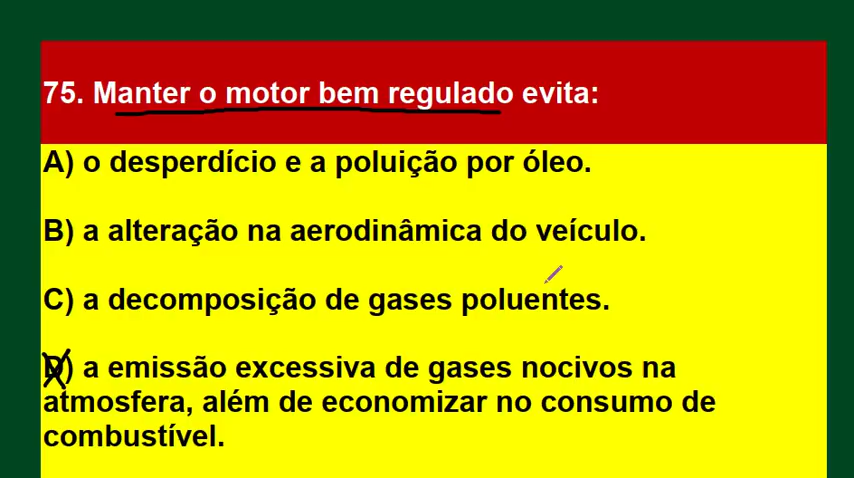 75. Manter o motor bem regulado evita:
A) o desperdício e a poluição por óleo.
B) a alteração na aerodinâmica do veículo.
C) a decomposição de gases poluentes.
D) a emissão excessiva de gases nocivos na
atmosfera, além de economizar no consumo de
combustível.